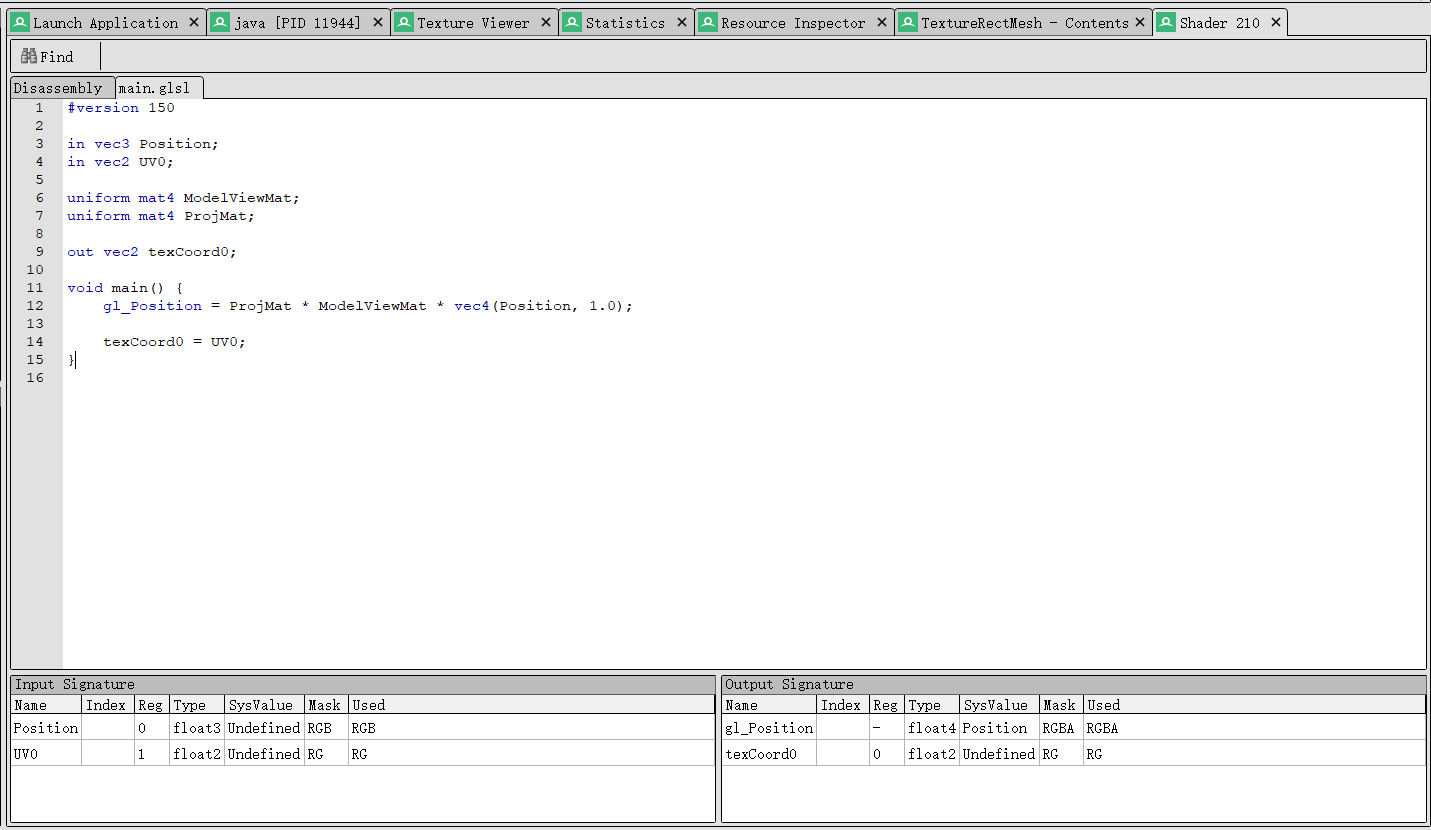 Launch Application × java [PID 11944] × Texture Viewer × Statistics × Resource Inspector × TextureRectMesh - Contents × Shader 210 ×
Find
Disassembly main.glsl
1 #version 150
2
3 in vec3 Position;
4 in vec2 UV0;
5
6 uniform mat4 ModelViewMat;
7 uniform mat4 ProjMat;
8
9 out vec2 texCoord0;
10
11 void main() {
12 gl_Position = ProjMat * ModelViewMat * vec4(Position, 1.0);
13
14 texCoord0 = UV0;
15 }
16
Input Signature
Name Index Reg Type SysValue Mask Used
Position 0 float3 Undefined RGB RGB
UV0 1 float2 Undefined RG RG
Output Signature
Name Index Reg Type SysValue Mask Used
gl_Position - float4 Position RGBA RGBA
texCoord0 0 float2 Undefined RG RG